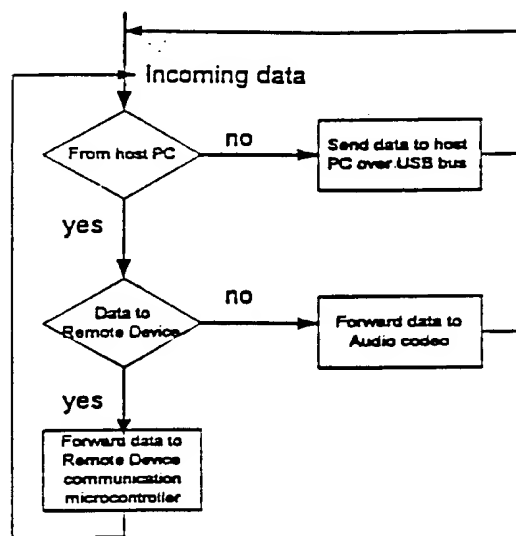 Incoming data
From host PC
no
Send data to host
PC over USB bus
yes
Data to
Remote Device
no
Forward data to
Audio codec
yes
Forward data to
Remote Device
communication
microcontroller